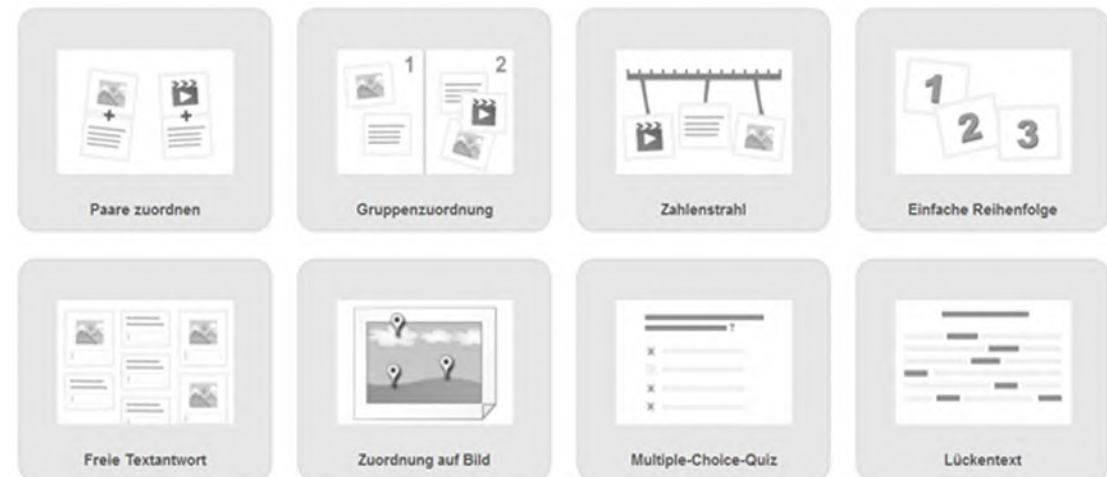 1
2
Paare zuordnen
Gruppenzuordnung
Zahlenstrahl
1
2
3
Einfache Reihenfolge
Freie Textantwort
Zuordnung auf Bild
?
x
x
x
Multiple-Choice-Quiz
Lückentext